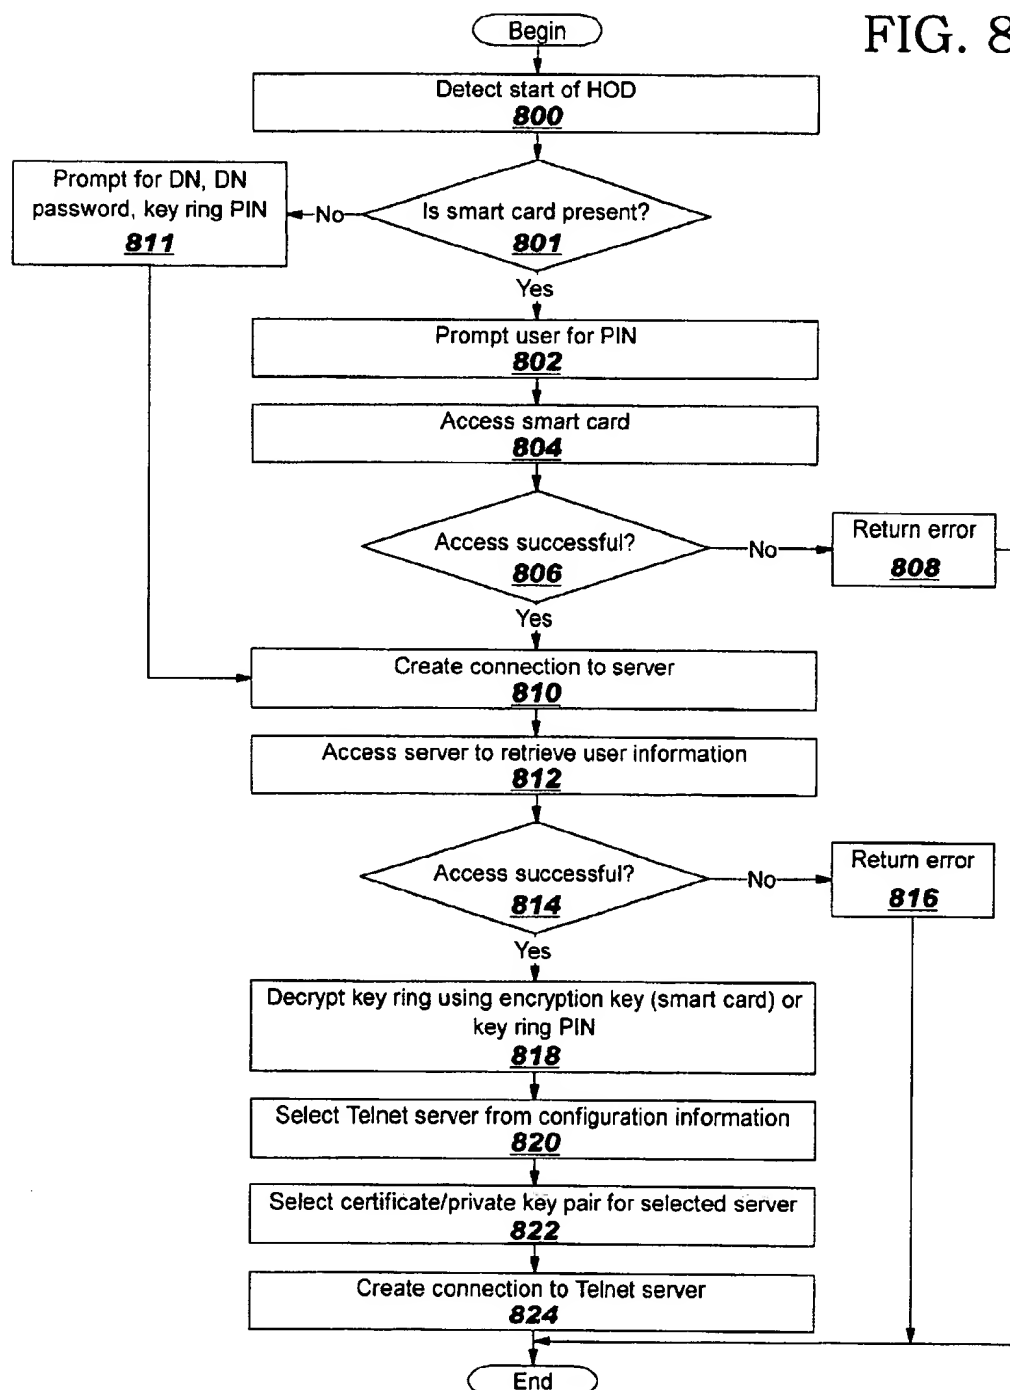 FIG. 8
Begin
Detect start of HOD
800
Prompt for DN, DN
password, key ring PIN
811
No
Is smart card present?
801
Yes
Prompt user for PIN
802
Access smart card
804
Access successful?
806
No
Return error
808
Yes
Create connection to server
810
Access server to retrieve user information
812
Access successful?
814
No
Return error
816
Yes
Decrypt key ring using encryption key (smart card) or
key ring PIN
818
Select Telnet server from configuration information
820
Select certificate/private key pair for selected server
822
Create connection to Telnet server
824
End